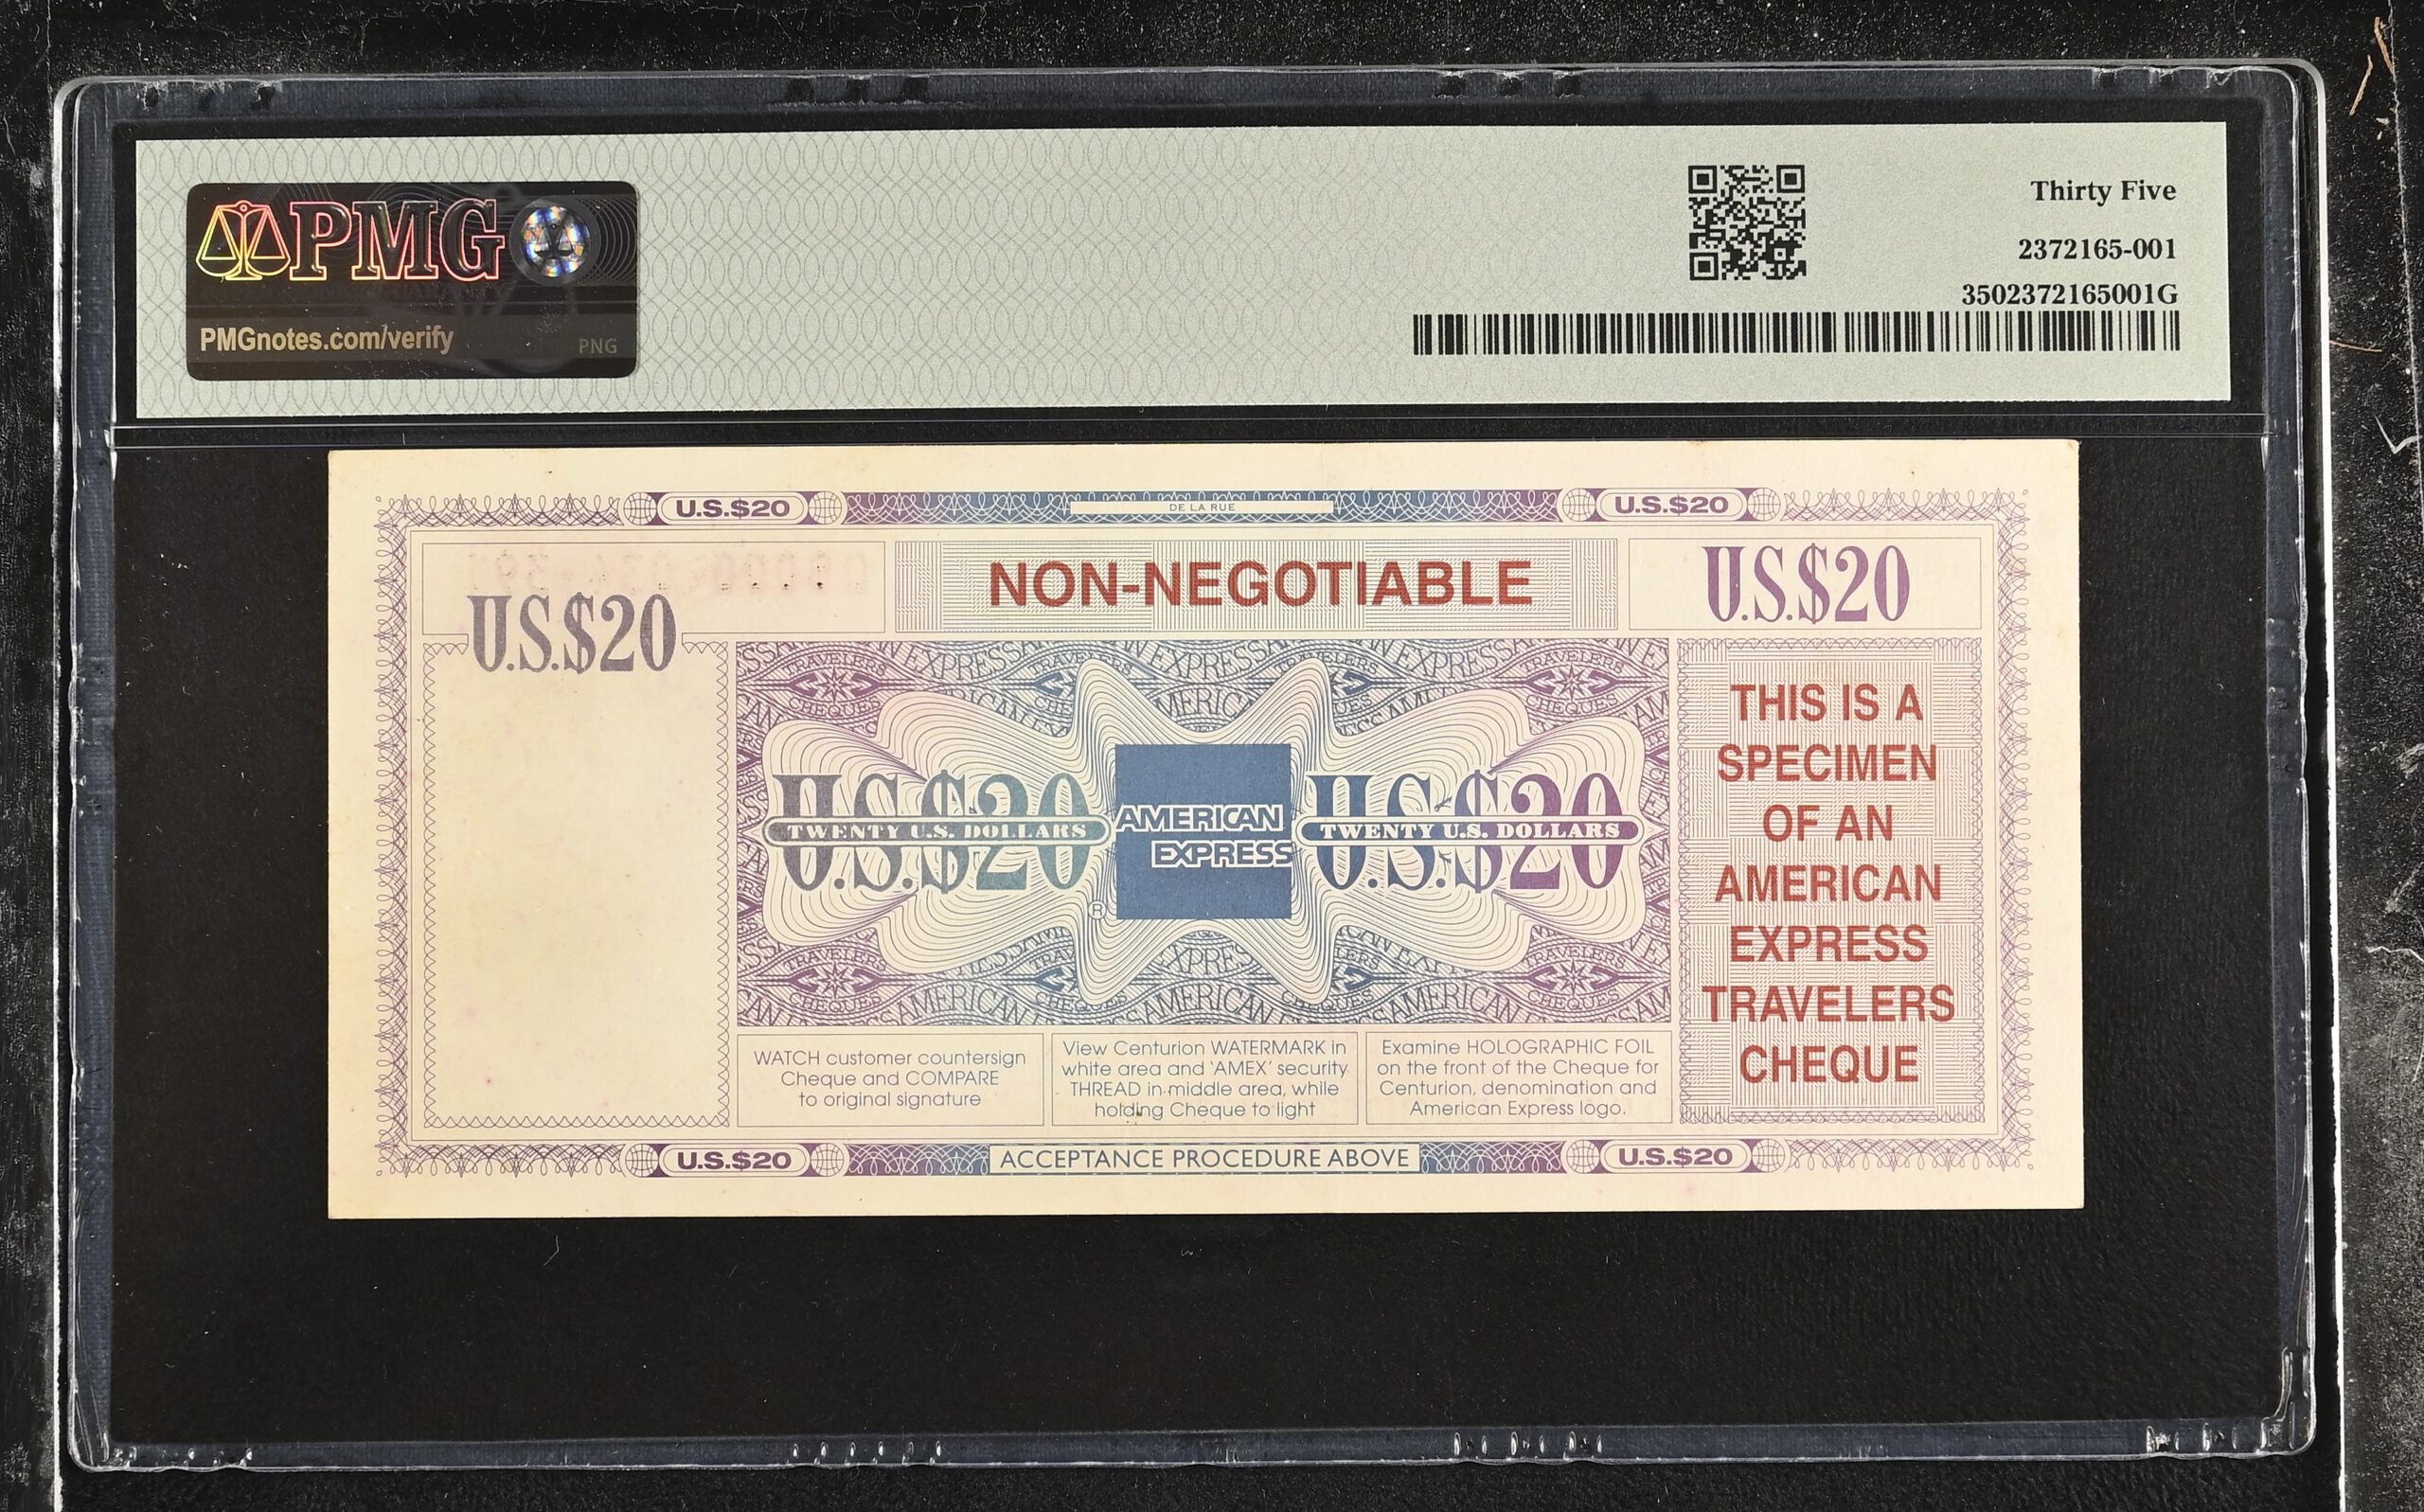 PMG
PMGnotes.com/verify
PNG
Thirty Five
2372165-001
3502372165001G
U.S.$20
DE LA RUE
U.S.$20
U.S.$20
NON-NEGOTIABLE
U.S.$20
U.S.$20
TWENTY U.S. DOLLARS
AMERICAN
EXPRESS
®
U.S.$20
TWENTY U.S. DOLLARS
THIS IS A
SPECIMEN
OF AN
AMERICAN
EXPRESS
TRAVELERS
CHEQUE
WATCH customer countersign
Cheque and COMPARE
to original signature
View Centurion WATERMARK in
white area and 'AMEX' security
THREAD in middle area, while
holding Cheque to light
Examine HOLOGRAPHIC FOIL
on the front of the Cheque for
Centurion, denomination and
American Express logo.
U.S.$20
ACCEPTANCE PROCEDURE ABOVE
U.S.$20